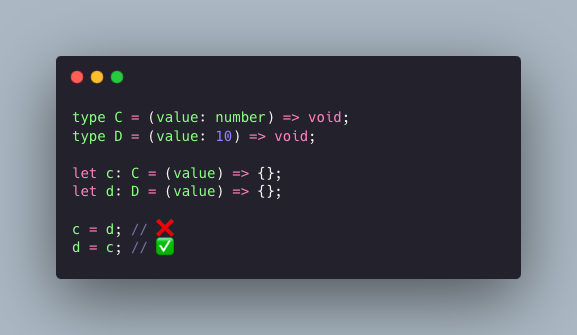 type C = (value: number) => void;
type D = (value: 10) => void;
let c: C = (value) => {};
let d: D = (value) => {};
c = d; // ❌
d = c; // ✅